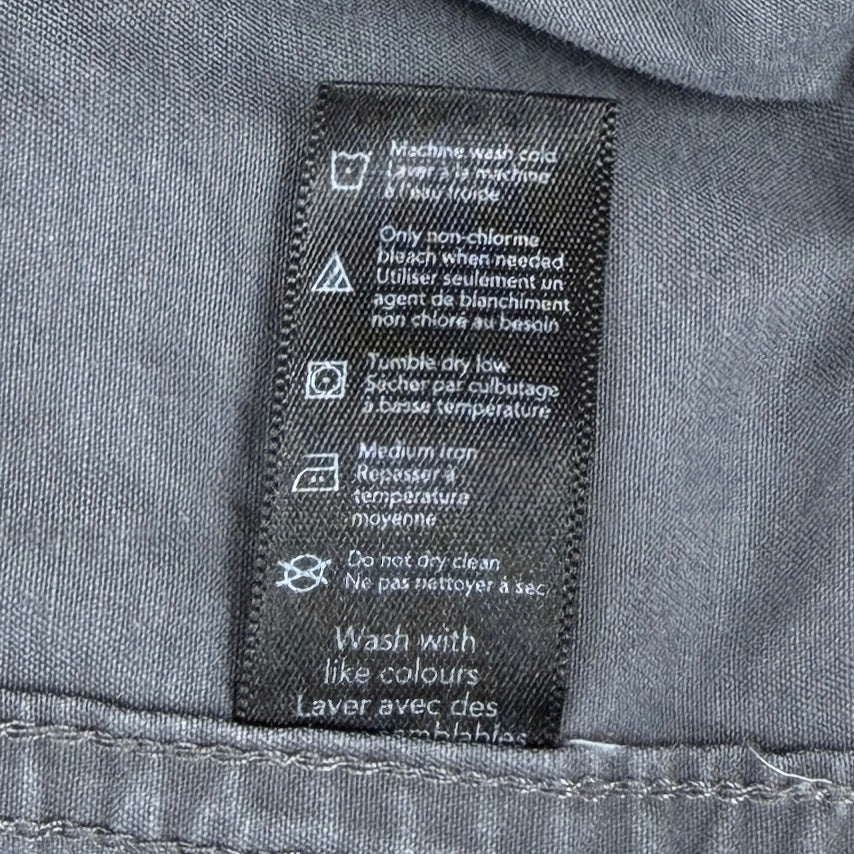 Machine wash cold
Laver à la machine
à l'eau froide
Only non-chlorine
bleach when needed
Utiliser seulement un
agent de blanchiment
non chloré au besoin
Tumble dry low
Sécher par culbutage
à basse température
Medium iron
Repasser à
température
moyenne
Do not dry clean
Ne pas nettoyer à sec
Wash with
like colours
Laver avec des